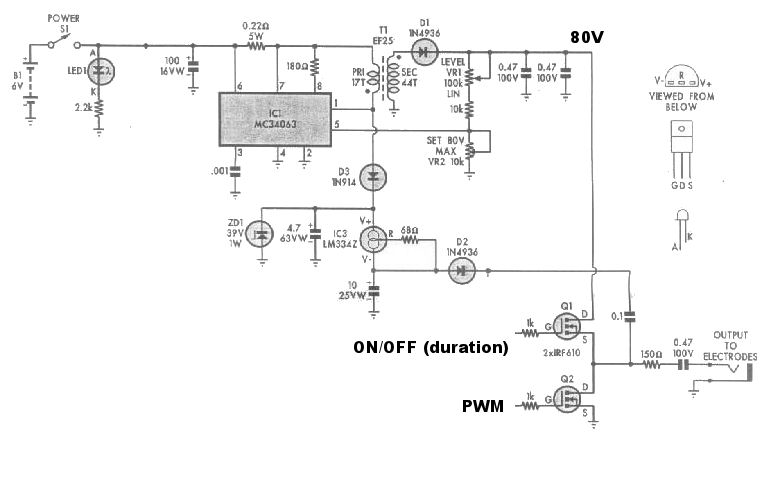 POWER
S1
B1
6V
LED1
A
λ
K
2.2k
100
16VW
0.22Ω
5W
180Ω
6
7
8
IC1
MC34063
1
5
3
4
2
.001
T1
EF25
PRI
17T
SEC
44T
D1
1N4936
80V
LEVEL
VR1
100k
LIN
10k
0.47
100V
0.47
100V
SET 80V
MAX
VR2 10k
V-
R
V+
VIEWED FROM
BELOW
G D S
A
K
D3
1N914
ZD1
39V
1W
4.7
63VW
V+
IC3
LM334Z
R
68Ω
V-
D2
1N4936
10
25VW
0.1
Q1
D
1k
G
S
2xIRF610
ON/OFF (duration)
150Ω
0.47
100V
OUTPUT
TO
ELECTRODES
Q2
D
1k
G
S
PWM